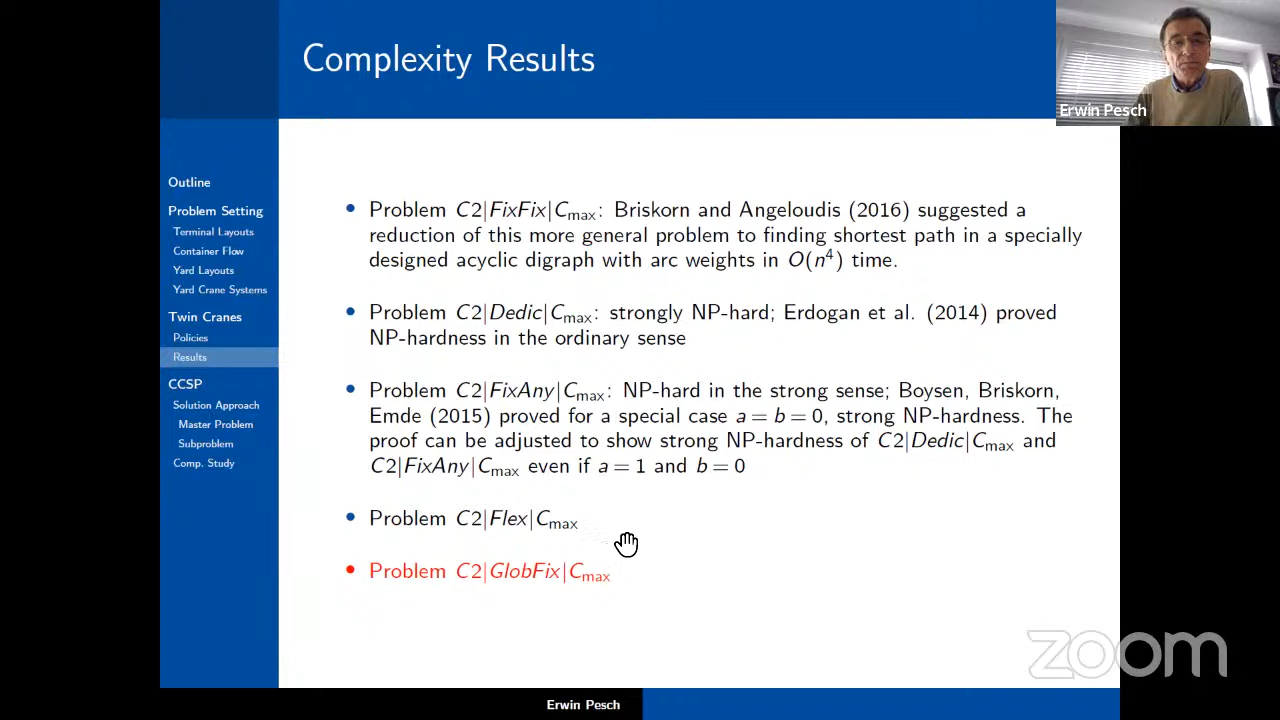 Complexity Results
Erwin Pesch
Outline
Problem Setting
Terminal Layouts
Container Flow
Yard Layouts
Yard Crane Systems
Twin Cranes
Policies
Results
CCSP
Solution Approach
Master Problem
Subproblem
Comp. Study
• Problem C2|FixFix|Cmax: Briskorn and Angeloudis (2016) suggested a
reduction of this more general problem to finding shortest path in a specially
designed acyclic digraph with arc weights in O(n⁴) time.
• Problem C2|Dedic|Cmax: strongly NP-hard; Erdogan et al. (2014) proved
NP-hardness in the ordinary sense
• Problem C2|FixAny|Cmax: NP-hard in the strong sense; Boysen, Briskorn,
Emde (2015) proved for a special case a = b = 0, strong NP-hardness. The
proof can be adjusted to show strong NP-hardness of C2|Dedic|Cmax and
C2|FixAny|Cmax even if a = 1 and b = 0
• Problem C2|Flex|Cmax
• Problem C2|GlobFix|Cmax
zoom
Erwin Pesch